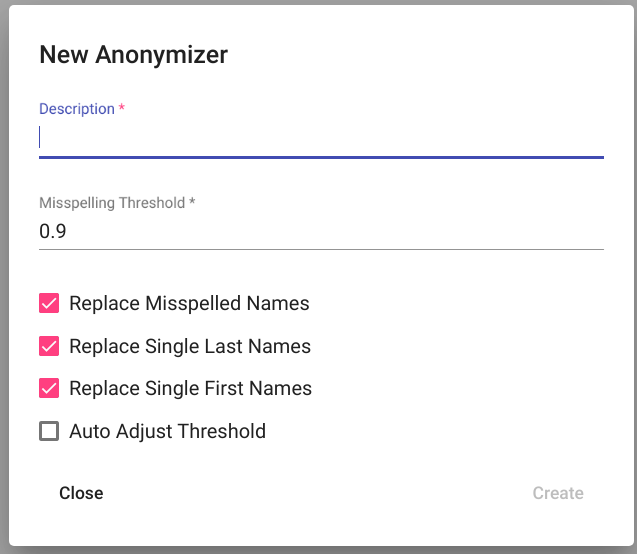 New Anonymizer
Description *
Misspelling Threshold *
0.9
Replace Misspelled Names
Replace Single Last Names
Replace Single First Names
Auto Adjust Threshold
Close Create